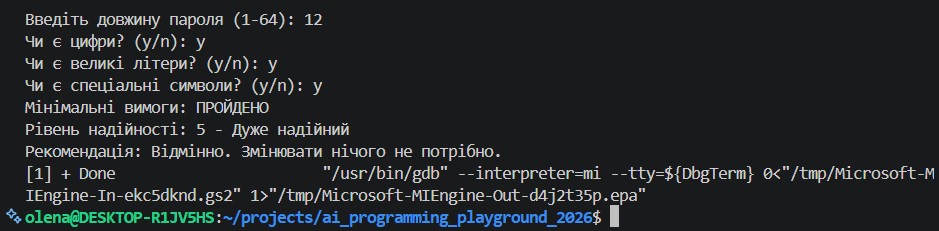 Введіть довжину пароля (1-64): 12
Чи є цифри? (y/n): y
Чи є великі літери? (y/n): y
Чи є спеціальні символи? (y/n): y
Мінімальні вимоги: ПРОЙДЕНО
Рівень надійності: 5 - Дуже надійний
Рекомендація: Відмінно. Змінювати нічого не потрібно.
[1] + Done                       "/usr/bin/gdb" --interpreter=mi --tty=${DbgTerm} 0<"/tmp/Microsoft-M
IEngine-In-ekc5dknd.gs2" 1>"/tmp/Microsoft-MIEngine-Out-d4j2t35p.epa"
olena@DESKTOP-R1JV5HS:~/projects/ai_programming_playground_2026$